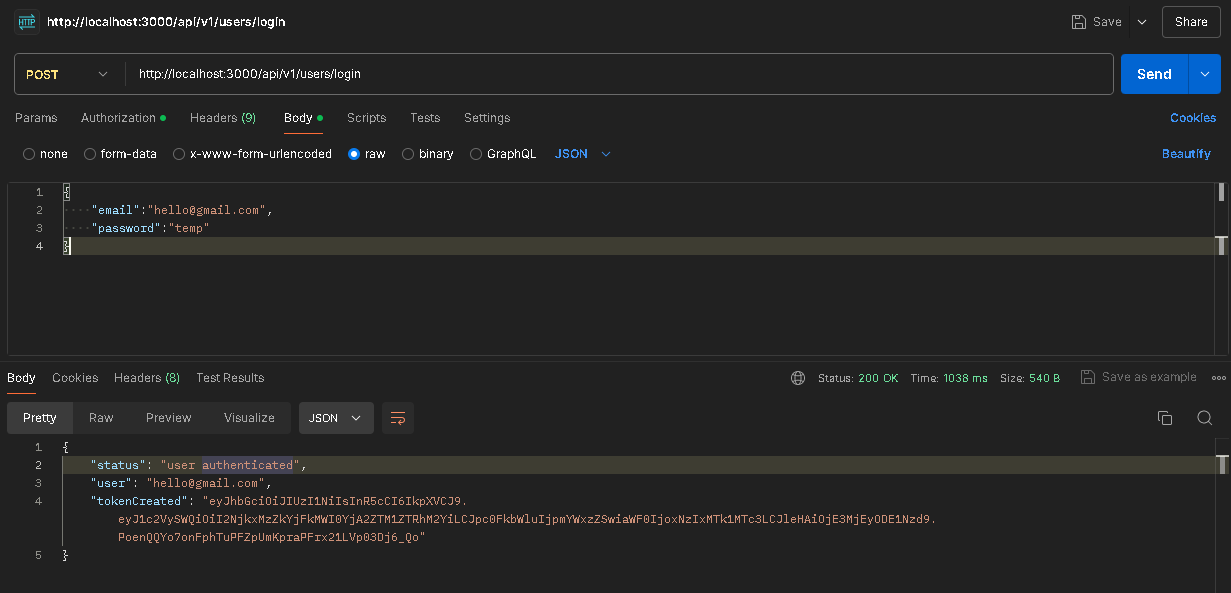 HTTP http://localhost:3000/api/v1/users/login Save Share
POST http://localhost:3000/api/v1/users/login Send
Params Authorization Headers (9) Body Scripts Tests Settings Cookies
none form-data x-www-form-urlencoded raw binary GraphQL JSON Beautify
1 {
2 "email":"hello@gmail.com",
3 "password":"temp"
4 }
Body Cookies Headers (8) Test Results Status: 200 OK Time: 1038 ms Size: 540 B Save as example
Pretty Raw Preview Visualize JSON
1 {
2 "status": "user authenticated",
3 "user": "hello@gmail.com",
4 "tokenCreated": "eyJhbGciOiJIUzI1NiIsInR5cCI6IkpXVCJ9.
eyJ1c2VySWQiOiI2NjkxMzZkYjFkMWI0YjA2ZTM1ZTRhM2YiLCJpc0FkbWluIjpmYWxzZSwiaWF0IjoxNzIxMTk1MTc3LCJleHAiOjE3MjEyODE1Nzd9.
PoenQQYo7onFphTuPFZpUmKpraPFrx21LVp03Dj6_Qo"
5 }